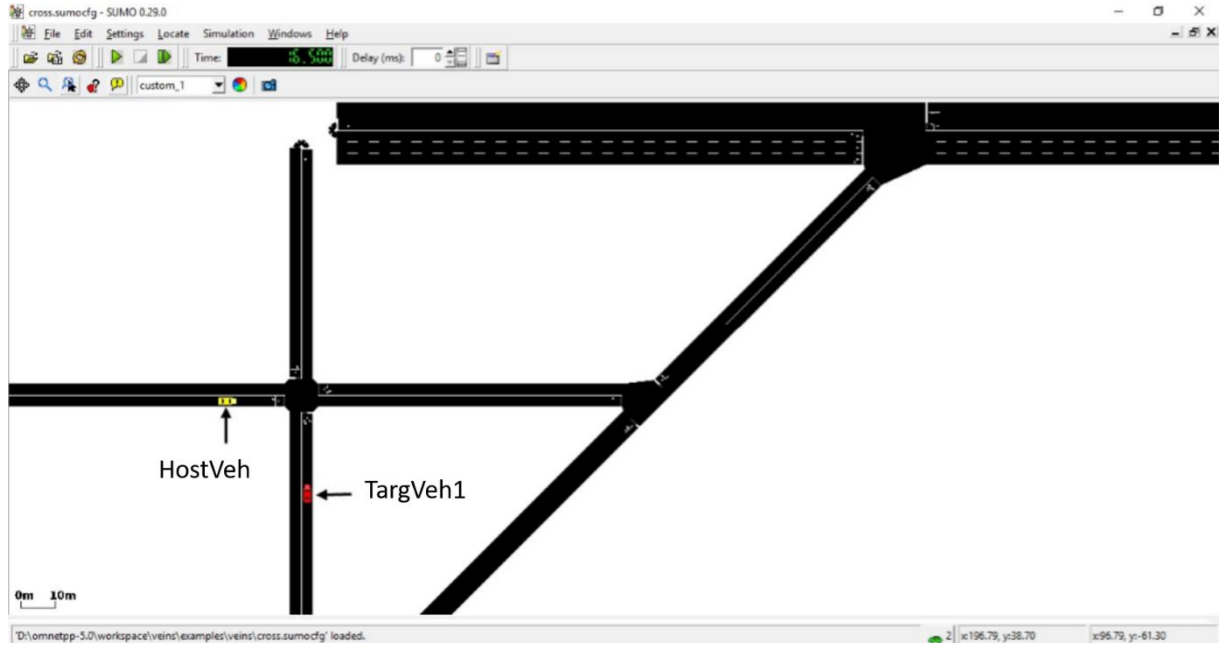 cross.sumocfg - SUMO 0.29.0
File Edit Settings Locate Simulation Windows Help
Time: 16.500 Delay (ms): 0
custom_1
HostVeh
TargVeh1
0m 10m
'D:\omnetpp-5.0\workspace\veins\examples\veins\cross.sumocfg' loaded. 2 x:196.79, y:38.70 x:96.79, y:-61.30